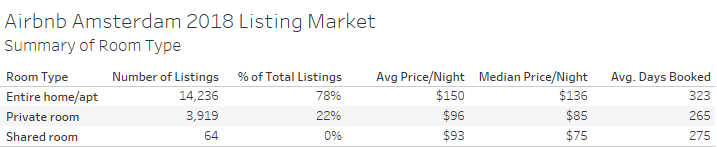 Airbnb Amsterdam 2018 Listing Market
Summary of Room Type
Room Type Number of Listings % of Total Listings Avg Price/Night Median Price/Night Avg. Days Booked
Entire home/apt 14,236 78% $150 $136 323
Private room 3,919 22% $96 $85 265
Shared room 64 0% $93 $75 275